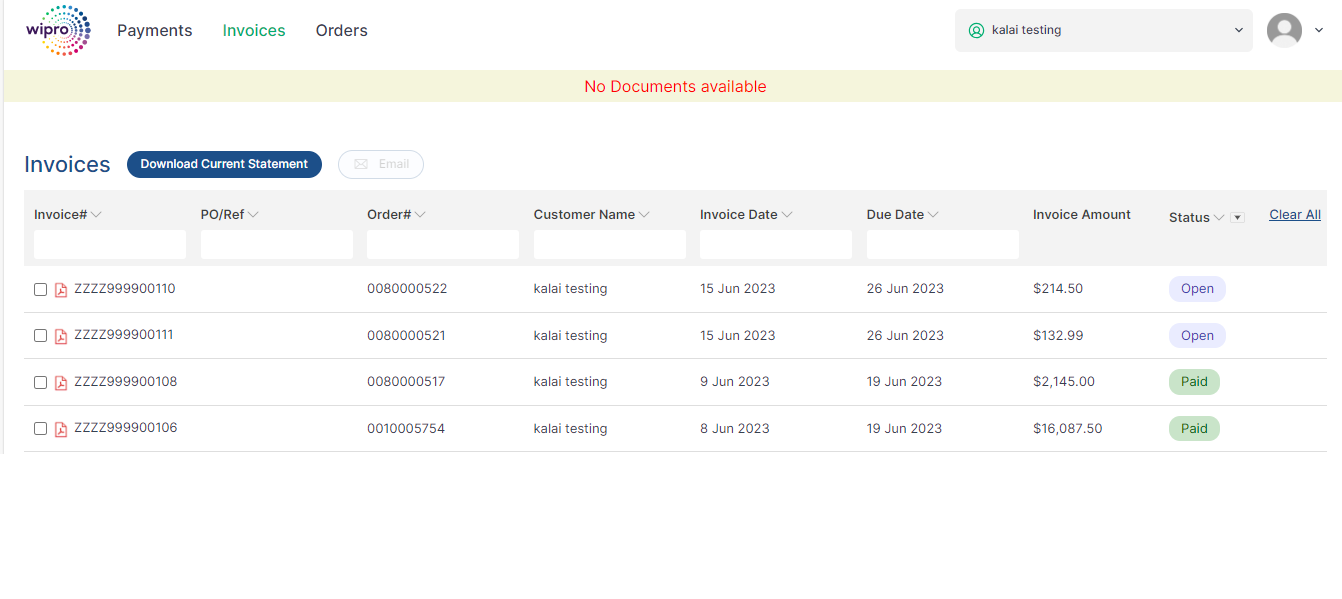 wipro Payments Invoices Orders kalai testing
No Documents available
Invoices Download Current Statement Email
Invoice# PO/Ref Order# Customer Name Invoice Date Due Date Invoice Amount Status Clear All
ZZZZ999900110 0080000522 kalai testing 15 Jun 2023 26 Jun 2023 $214.50 Open
ZZZZ999900111 0080000521 kalai testing 15 Jun 2023 26 Jun 2023 $132.99 Open
ZZZZ999900108 0080000517 kalai testing 9 Jun 2023 19 Jun 2023 $2,145.00 Paid
ZZZZ999900106 0010005754 kalai testing 8 Jun 2023 19 Jun 2023 $16,087.50 Paid